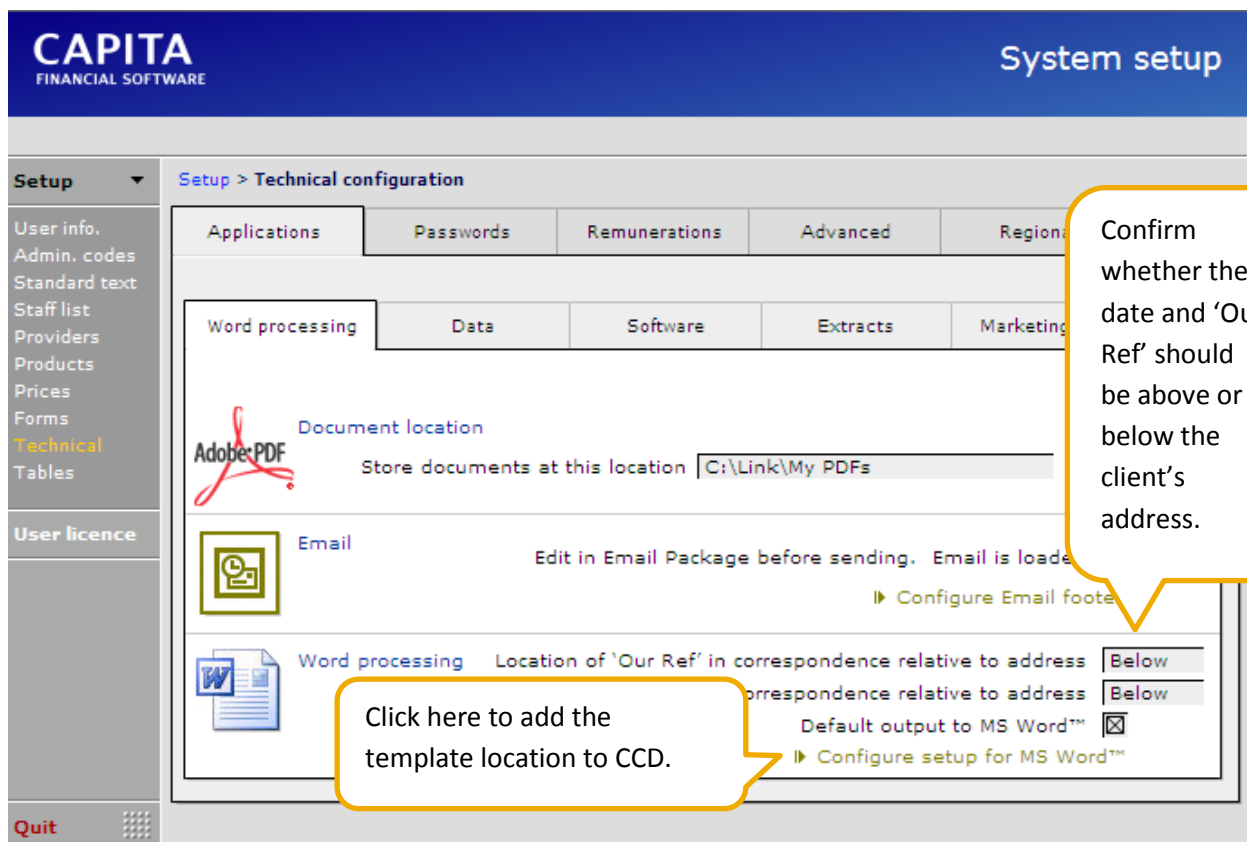 CAPITA
FINANCIAL SOFTWARE
System setup
Setup
Setup > Technical configuration
User info.
Admin. codes
Standard text
Staff list
Providers
Products
Prices
Forms
Technical
Tables
User licence
Quit
Applications
Passwords
Remunerations
Advanced
Word processing
Data
Software
Extracts
Marketing
Confirm
whether the
date and
Ref’ should
be above or
below the
client’s
address.
Adobe PDF
Document location
Store documents at this location C:\Link\My PDFs
Email
Edit in Email Package before sending. Email is
Configure Email
Word processing
Location of ‘Our Ref’ in correspondence relative to address Below
relative to address Below
Default output to MS Word™
Configure setup for MS Word™
Click here to add the
template location to CCD.